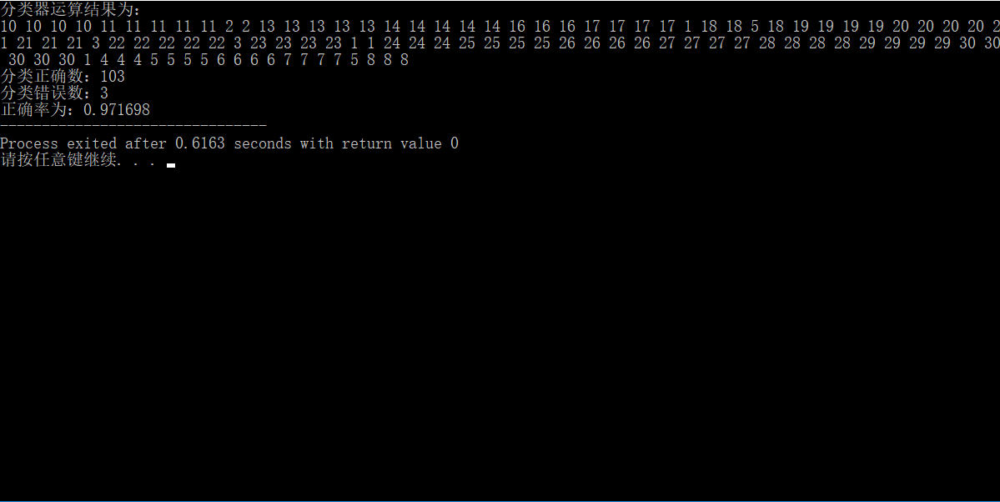 分类器运算结果为:
10 10 10 10 11 11 11 11 11 2 2 13 13 13 13 13 14 14 14 14 14 16 16 16 17 17 17 17 1 18 18 5 18 19 19 19 19 20 20 20 20 2
1 21 21 21 3 22 22 22 22 22 3 23 23 23 23 1 1 24 24 24 25 25 25 25 26 26 26 26 27 27 27 27 28 28 28 28 29 29 29 29 30 30
30 30 30 1 4 4 4 5 5 5 5 6 6 6 6 7 7 7 7 5 8 8 8
分类正确数: 103
分类错误数: 3
正确率为: 0.971698
--------------------------------
Process exited after 0.6163 seconds with return value 0
请按任意键继续. . .